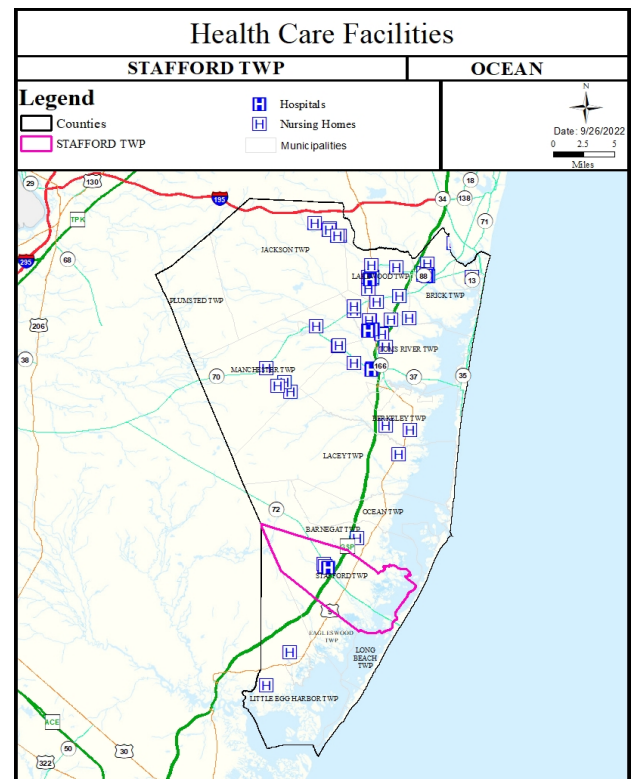 Health Care Facilities
STAFFORD TWP
OCEAN
Legend
Counties
STAFFORD TWP
H Hospitals
H Nursing Homes
Municipalities
N
Date: 9/26/2022
0 2.5 5
Miles
29
130
195
18
34
138
71
TPK
JACKSON TWP
295
68
LAKEWOOD TWP
88
13
PLUMSTED TWP
BRICK TWP
206
TOMS RIVER TWP
38
MANCHESTER TWP
166
70
37
35
BERKELEY TWP
LACEY TWP
72
OCEAN TWP
BARNEGAT TWP
GSP
STAFFORD TWP
9
EAGLESWOOD
TWP
LONG
BEACH
TWP
LITTLE EGG HARBOR TWP
ACE
50
30
322